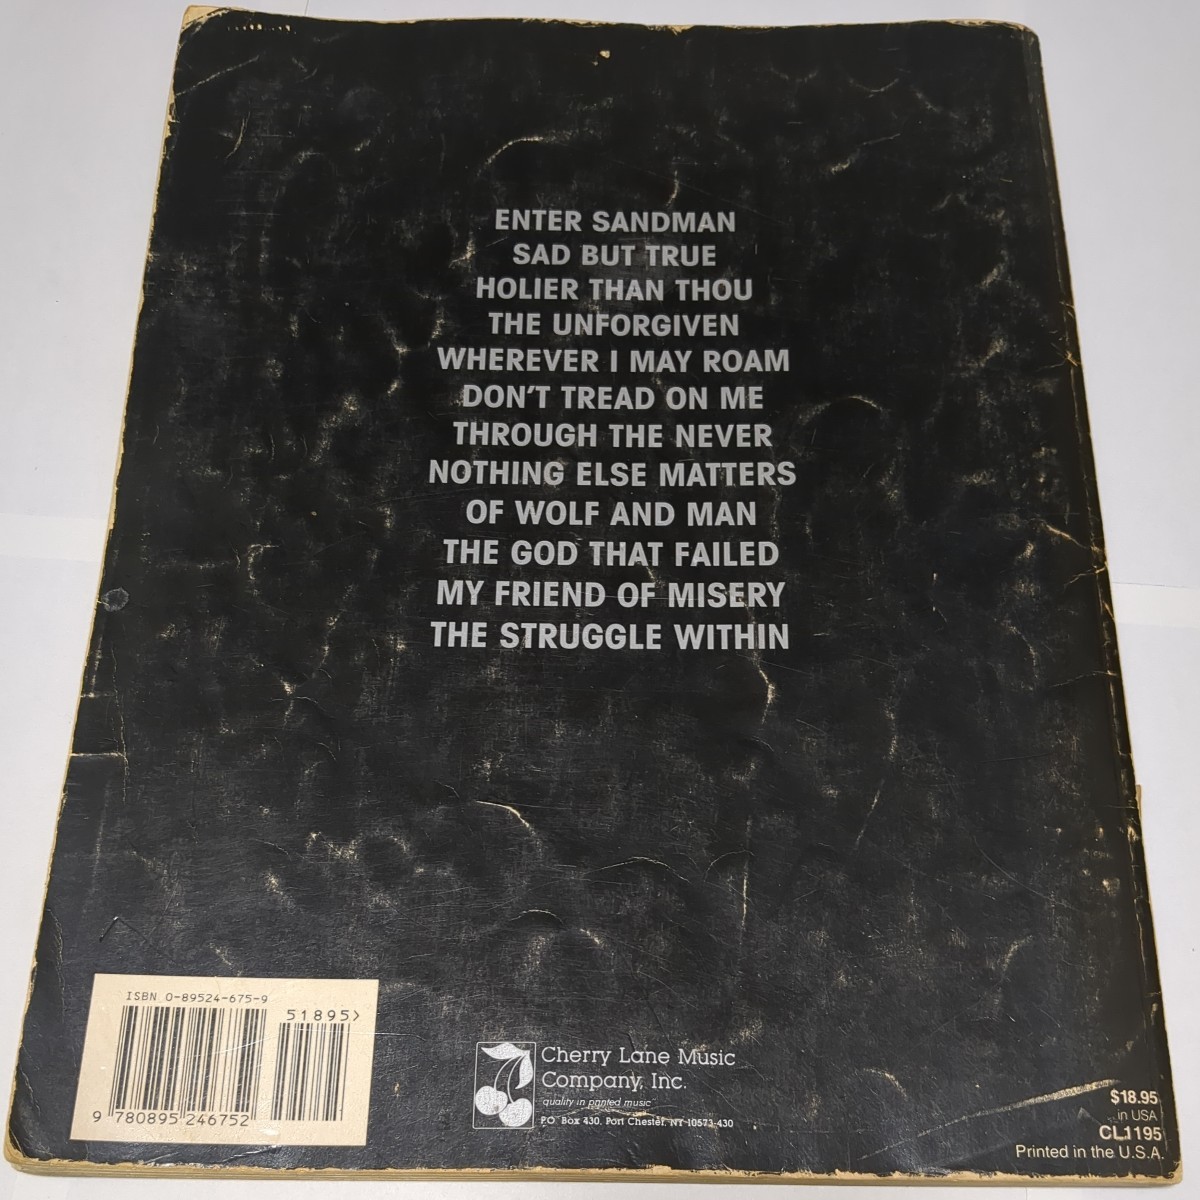 ENTER SANDMAN
SAD BUT TRUE
HOLIER THAN THOU
THE UNFORGIVEN
WHEREVER I MAY ROAM
DON'T TREAD ON ME
THROUGH THE NEVER
NOTHING ELSE MATTERS
OF WOLF AND MAN
THE GOD THAT FAILED
MY FRIEND OF MISERY
THE STRUGGLE WITHIN
ISBN 0-89524-675-9
51895>
9 780895 246752
Cherry Lane Music
Company, Inc.
quality in printed music
P.O. Box 430, Port Chester, NY 10573-430
$18.95
in USA
CL1195
Printed in the U.S.A.